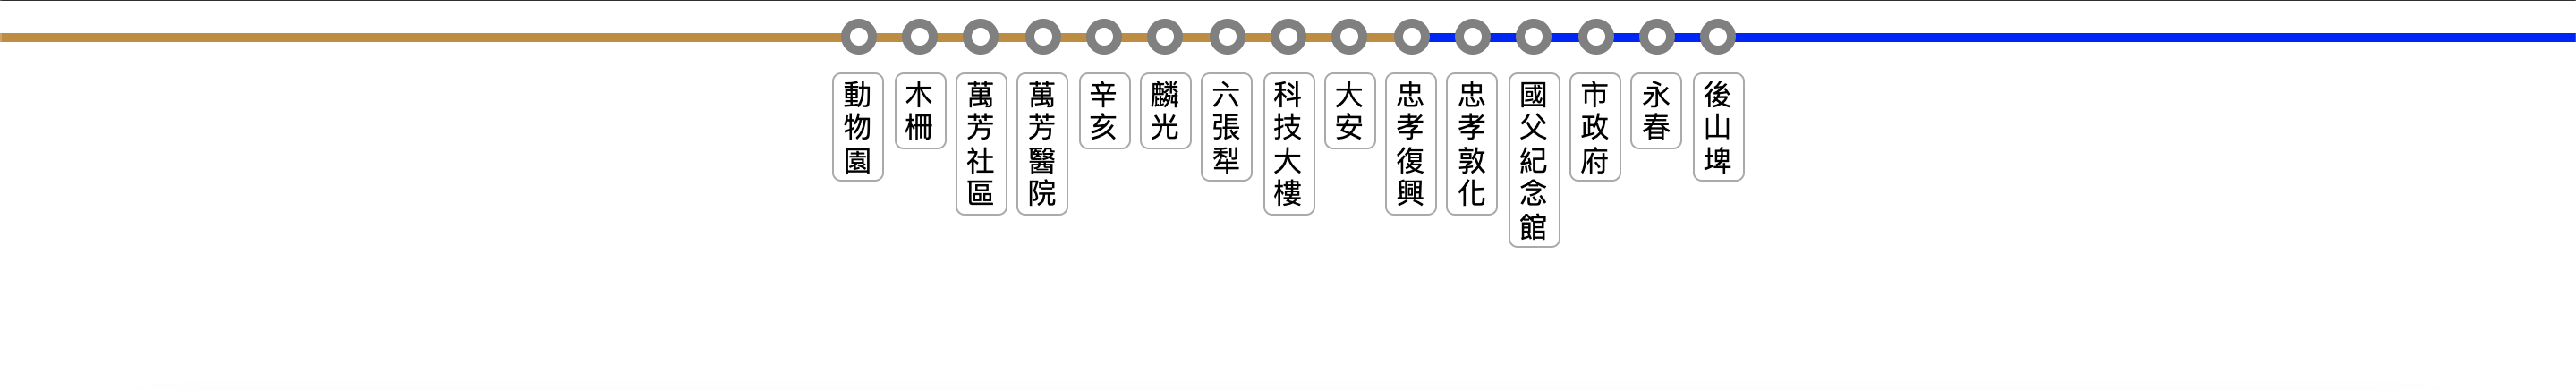 動物園
木柵
萬芳社區
萬芳醫院
辛亥
麟光
六張犁
科技大樓
大安
忠孝復興
忠孝敦化
國父紀念館
市政府
永春
後山埤